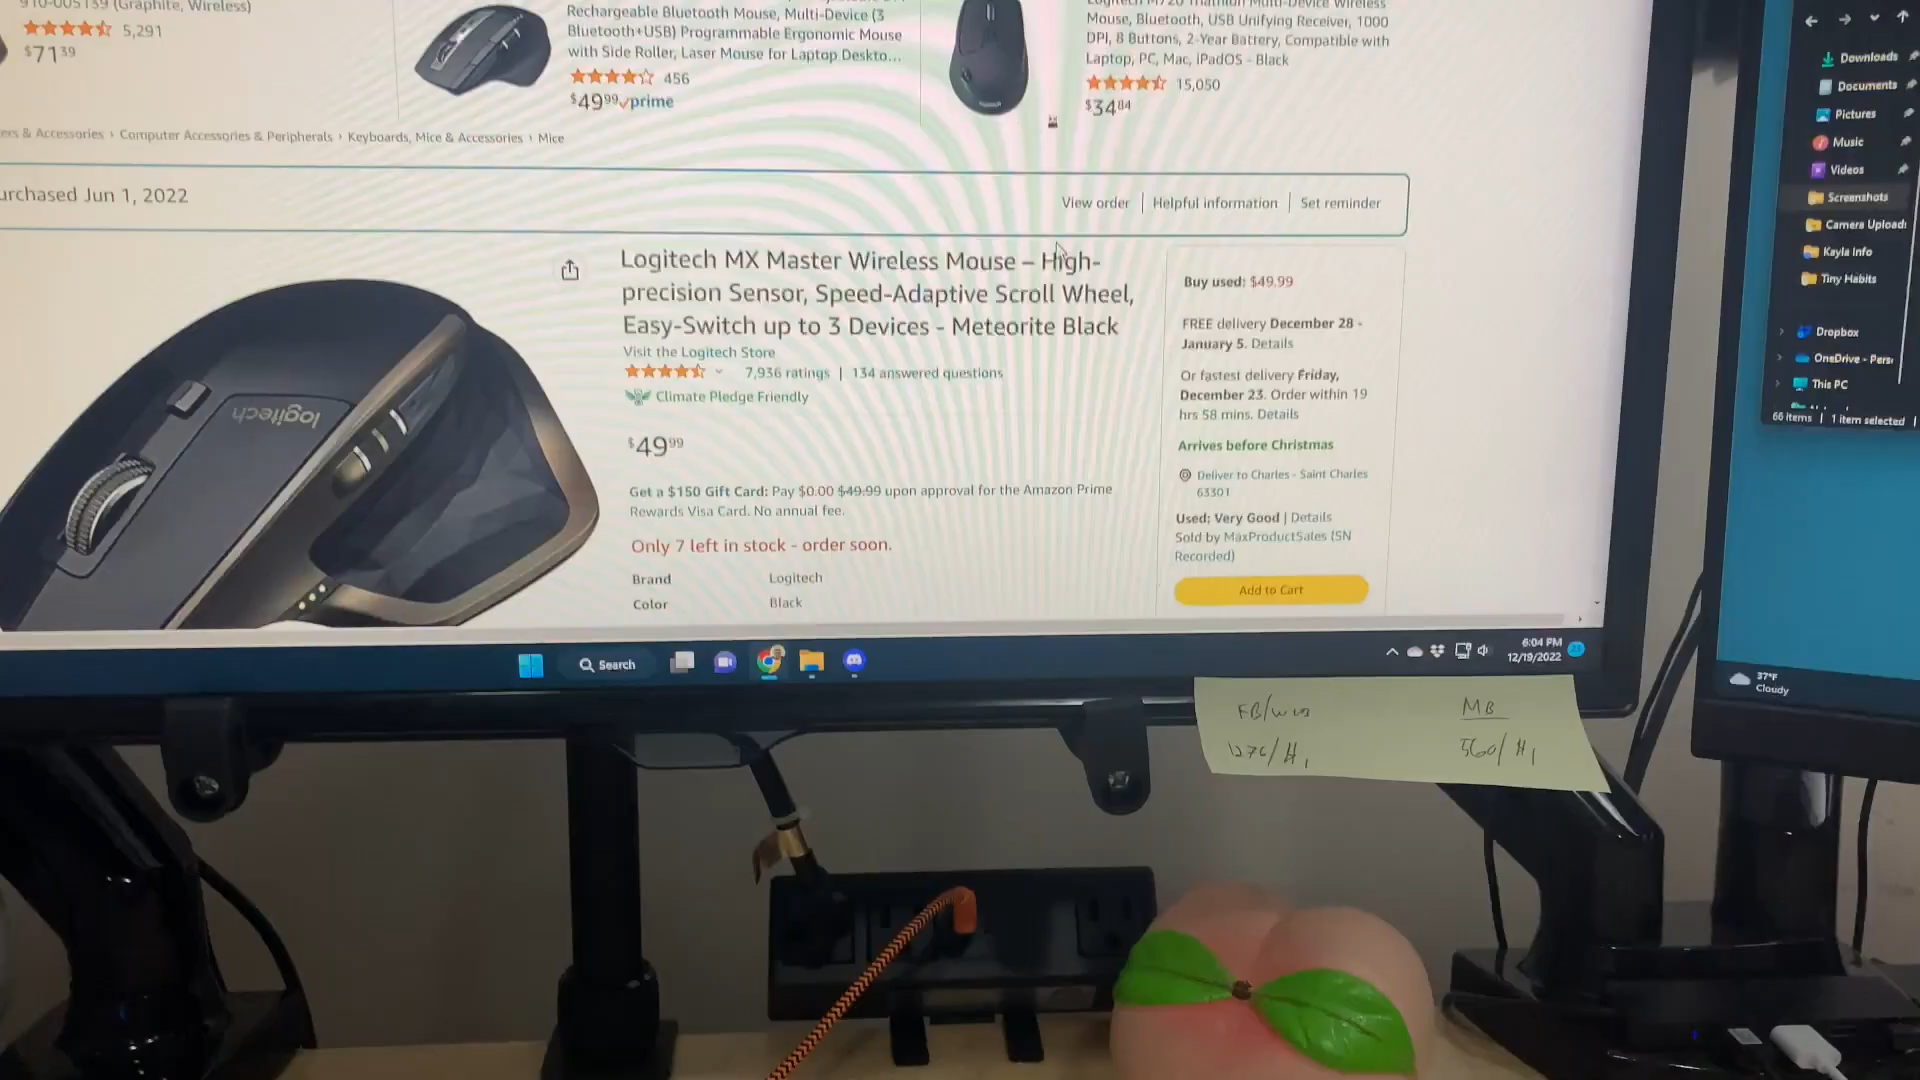 (Graphite, Wireless)
5,291
$71 39
Rechargeable Bluetooth Mouse, Multi-Device (3
Bluetooth+USB) Programmable Ergonomic Mouse
with Side Roller, Laser Mouse for Laptop Deskto...
456
$49 99 prime
Multi-Device Wireless
Mouse, Bluetooth, USB Unifying Receiver, 1000
DPI, 8 Buttons, 2-Year Battery, Compatible with
Laptop, PC, Mac, iPadOS - Black
15,050
$34 84
ers & Accessories › Computer Accessories & Peripherals › Keyboards, Mice & Accessories › Mice
urchased Jun 1, 2022
View order | Helpful information | Set reminder
Logitech MX Master Wireless Mouse – High-
precision Sensor, Speed-Adaptive Scroll Wheel,
Easy-Switch up to 3 Devices - Meteorite Black
Visit the Logitech Store
7,936 ratings | 134 answered questions
Climate Pledge Friendly
$49 99
Get a $150 Gift Card: Pay $0.00 $49.99 upon approval for the Amazon Prime
Rewards Visa Card. No annual fee.
Only 7 left in stock - order soon.
Brand Logitech
Color Black
logitech
Buy used: $49.99
FREE delivery December 28 -
January 5. Details
Or fastest delivery Friday,
December 23. Order within 19
hrs 58 mins. Details
Arrives before Christmas
Deliver to Charles - Saint Charles
63301
Used: Very Good | Details
Sold by MaxProductSales (SN
Recorded)
Add to Cart
Search
6:04 PM
12/19/2022
Downloads
Documents
Pictures
Music
Videos
Screenshots
Camera Upload:
Kayla Info
Tiny Habits
Dropbox
OneDrive - Pers
This PC
66 items | 1 item selected |
37°F
Cloudy
MB
560/#1